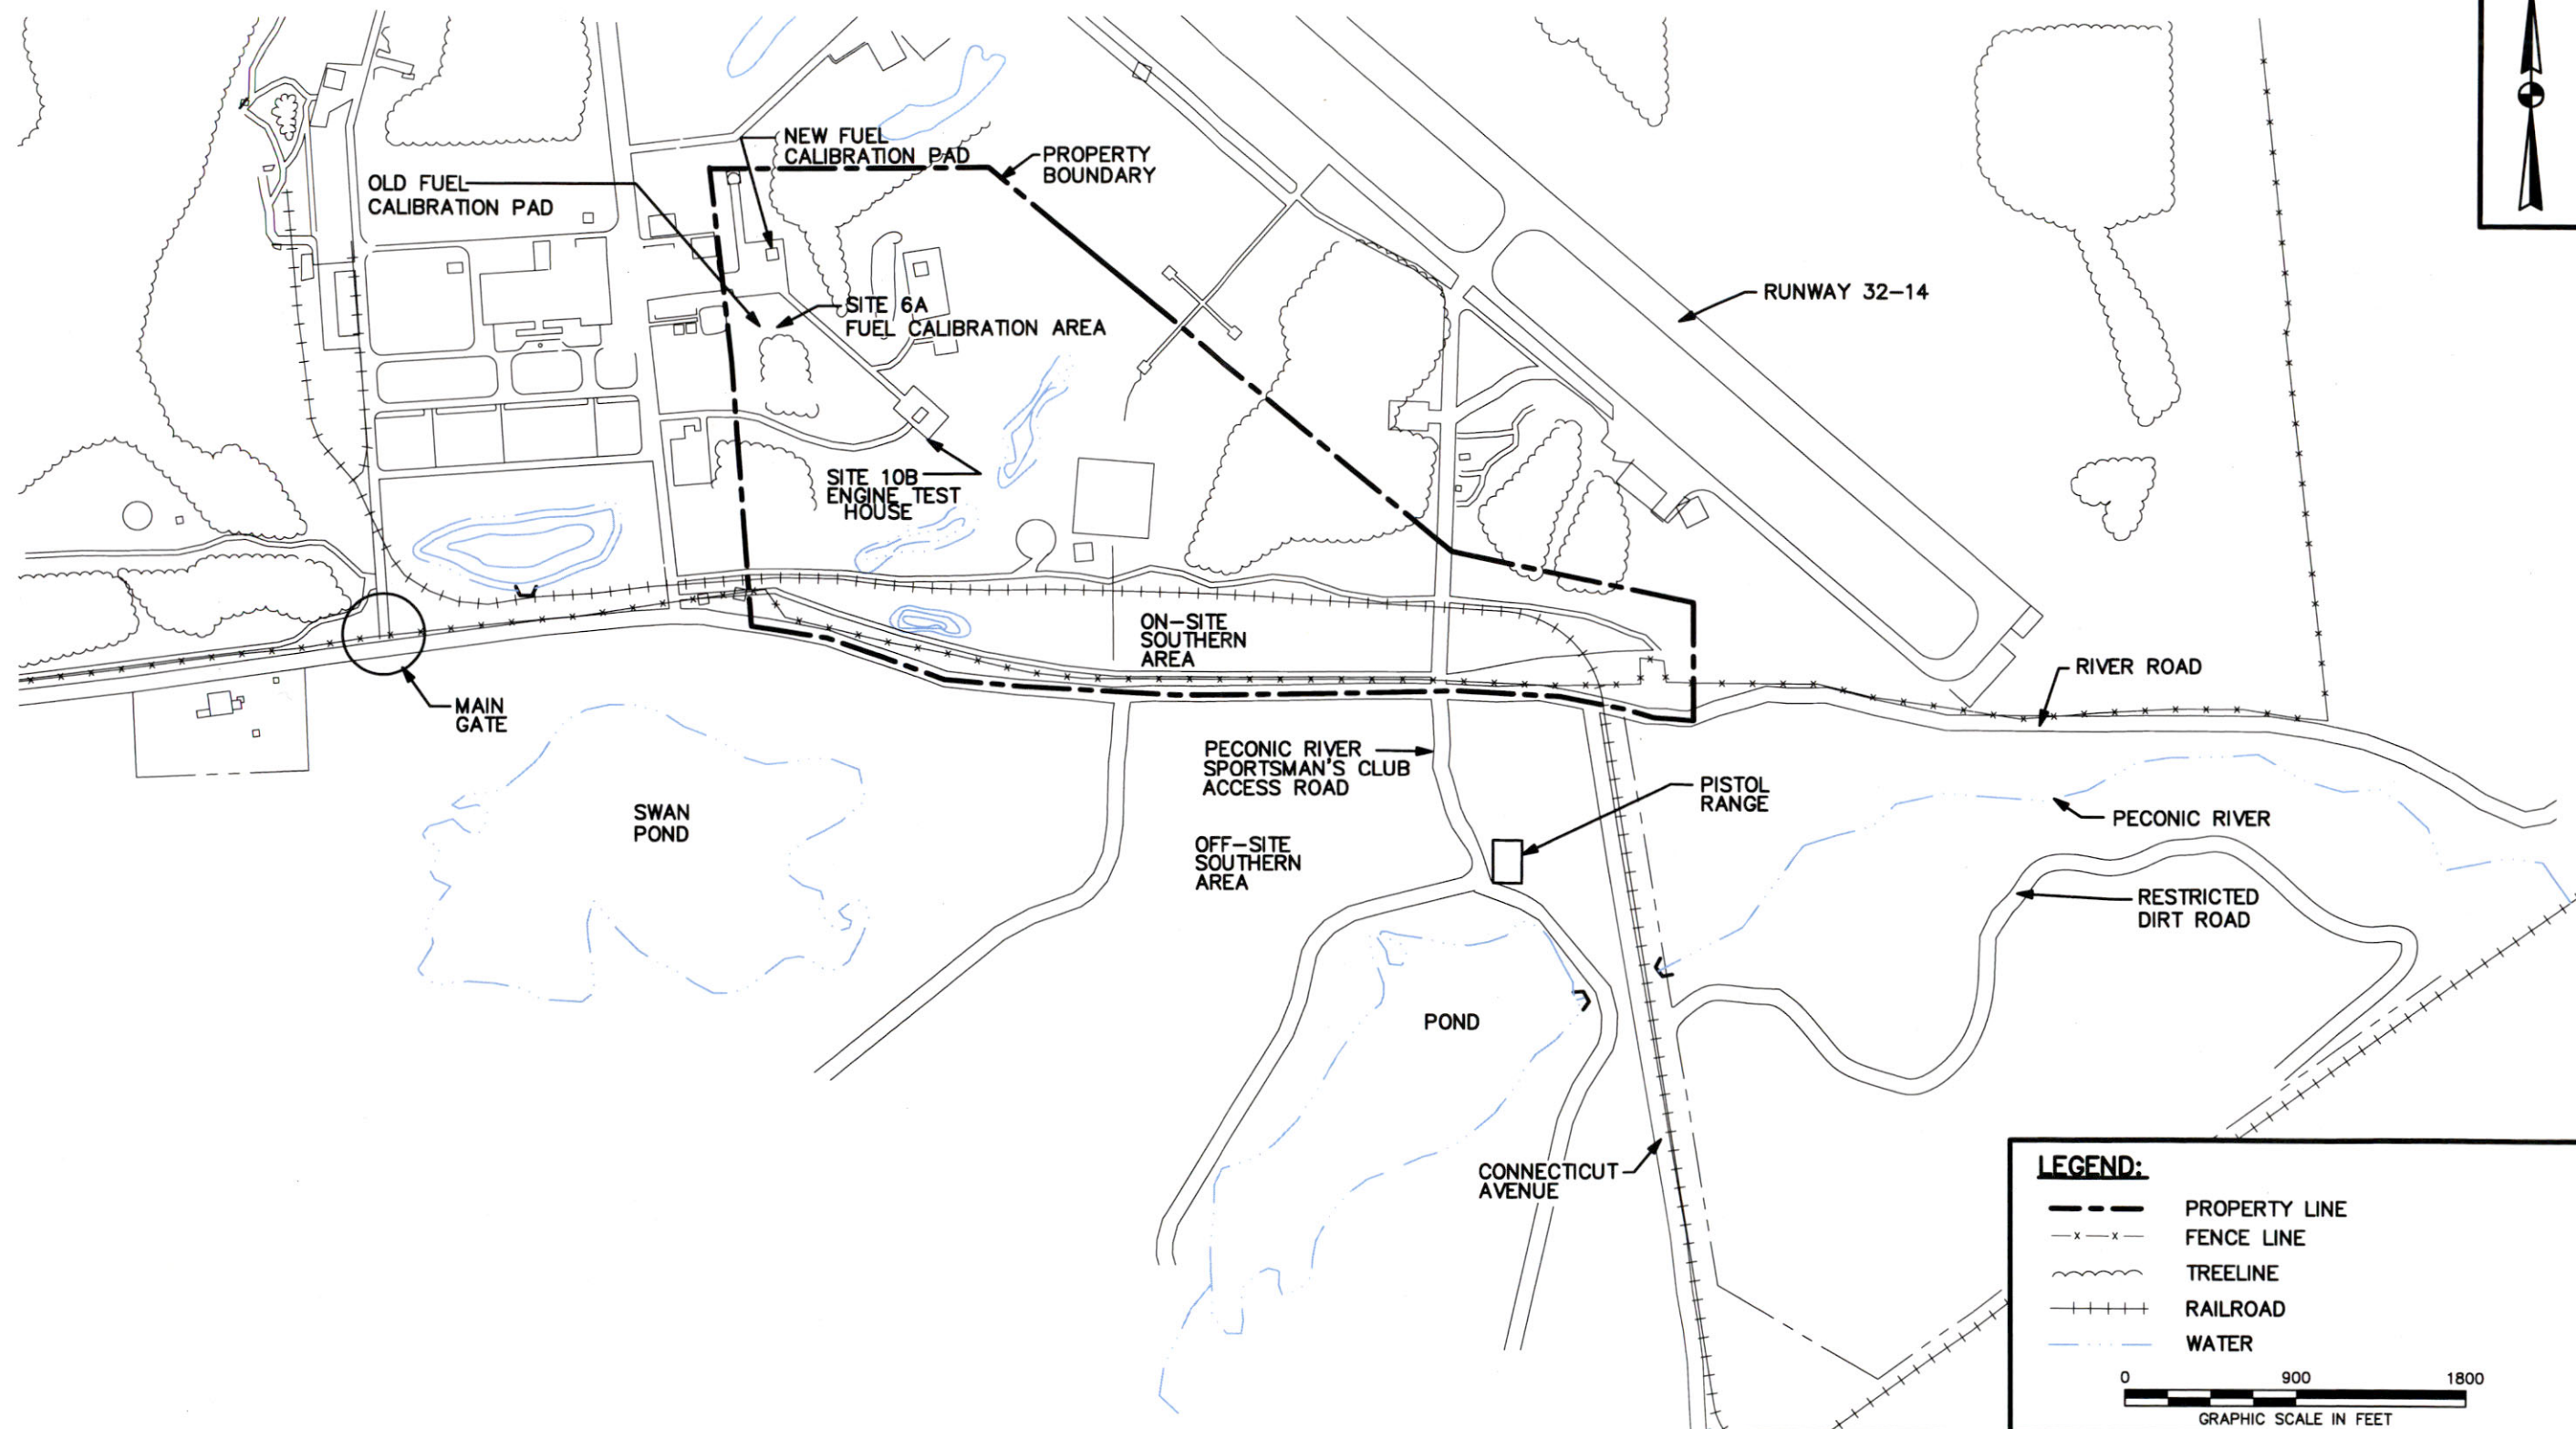 NEW FUEL
CALIBRATION PAD
PROPERTY
BOUNDARY
OLD FUEL
CALIBRATION PAD
SITE 6A
FUEL CALIBRATION AREA
RUNWAY 32-14
SITE 10B
ENGINE TEST
HOUSE
ON-SITE
SOUTHERN
AREA
RIVER ROAD
MAIN
GATE
PECONIC RIVER
SPORTSMAN'S CLUB
ACCESS ROAD
PISTOL
RANGE
SWAN
POND
PECONIC RIVER
OFF-SITE
SOUTHERN
AREA
RESTRICTED
DIRT ROAD
POND
CONNECTICUT
AVENUE
LEGEND:
PROPERTY LINE
FENCE LINE
TREELINE
RAILROAD
WATER
0 900 1800
GRAPHIC SCALE IN FEET